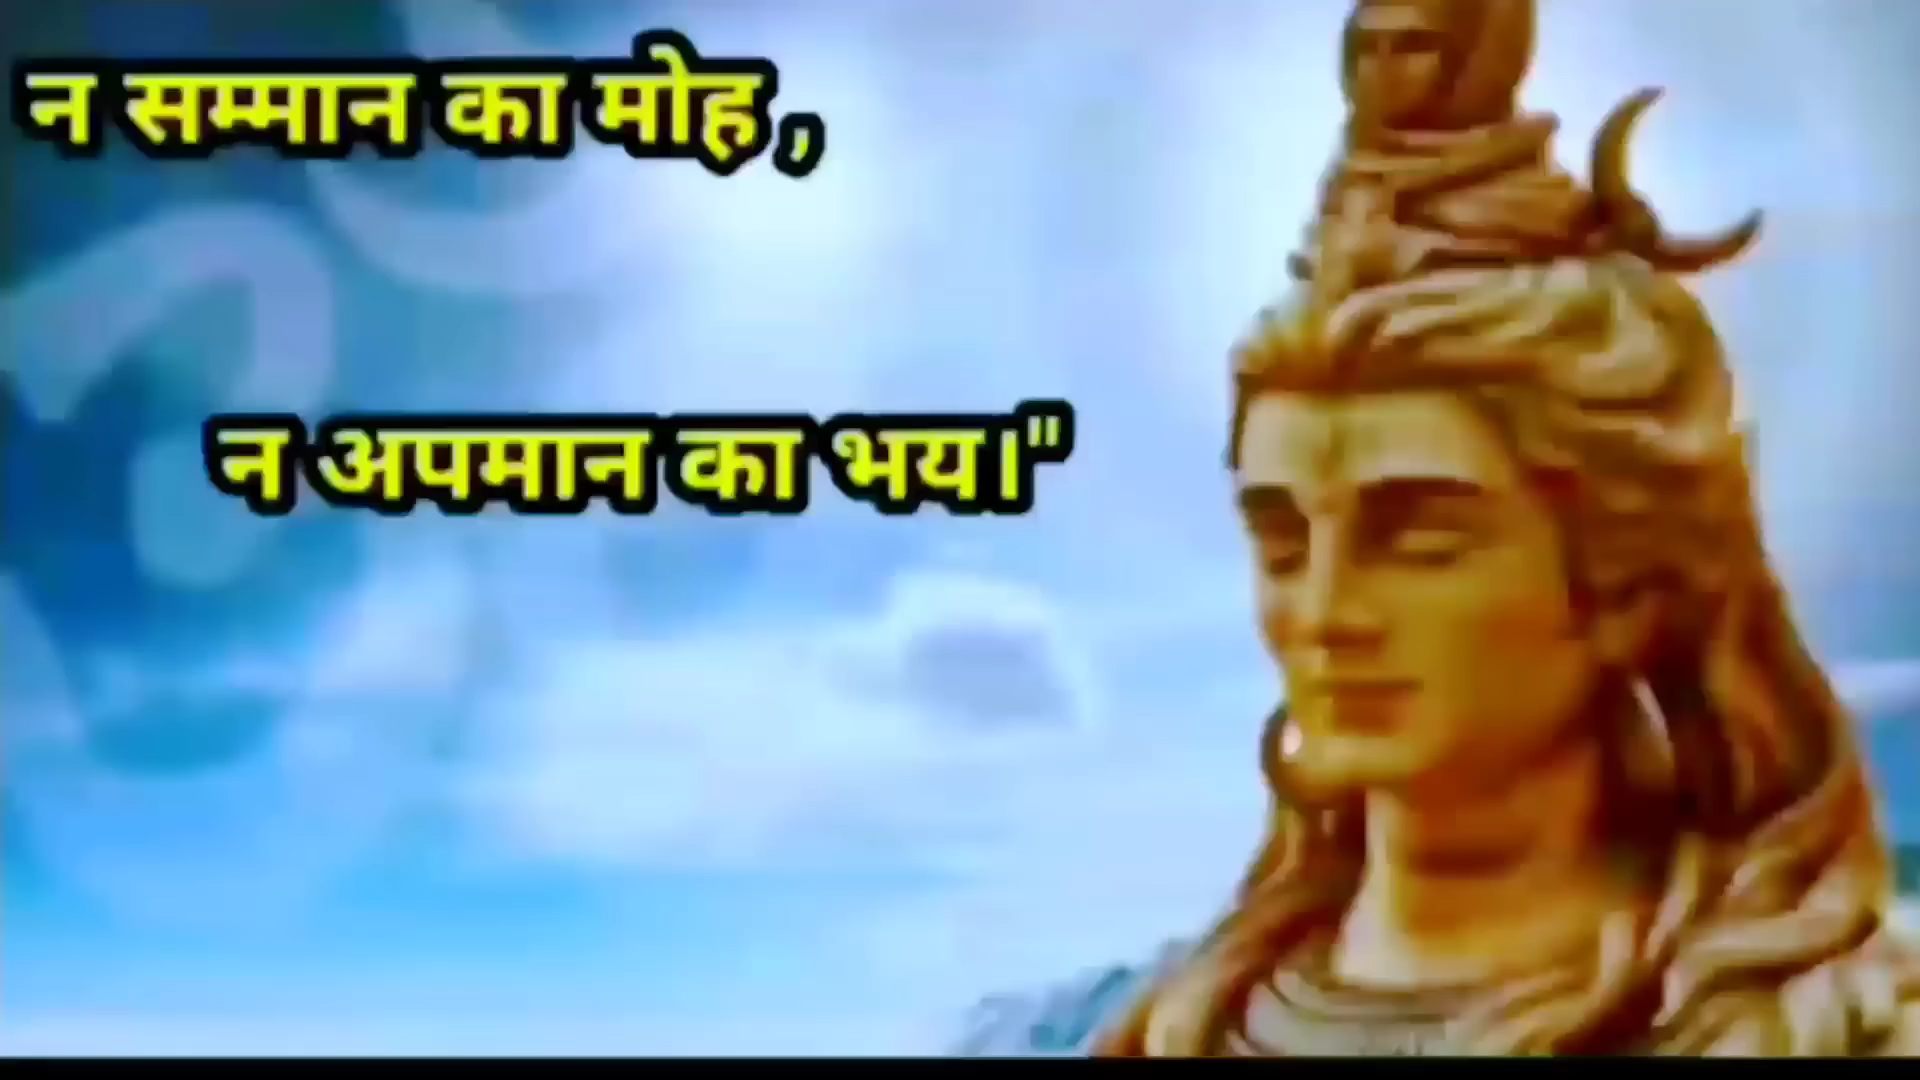 न सम्मान का मोह,
न अपमान का भय।"